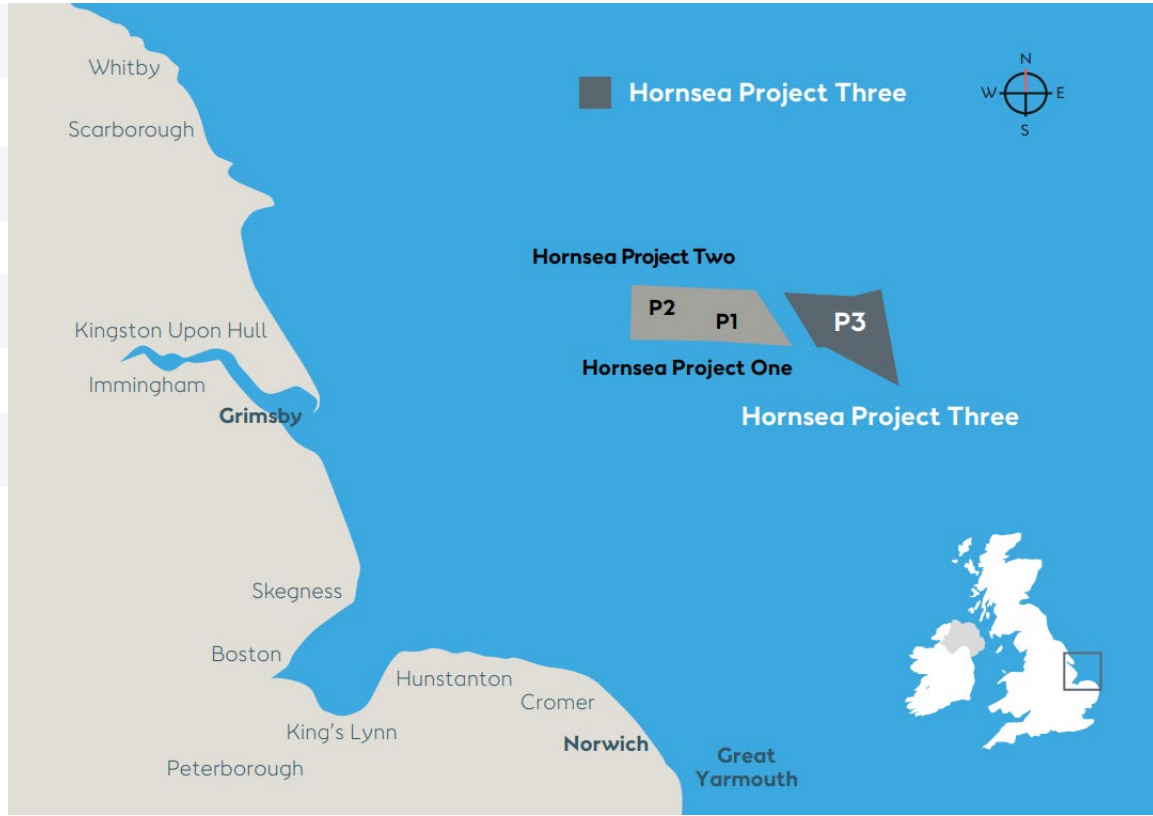 Whitby
Scarborough
Hornsea Project Three
N
W
E
S
Hornsea Project Two
P2
P1
P3
Hornsea Project One
Hornsea Project Three
Kingston Upon Hull
Immingham
Grimsby
Skegness
Boston
Hunstanton
Cromer
King's Lynn
Norwich
Peterborough
Great
Yarmouth